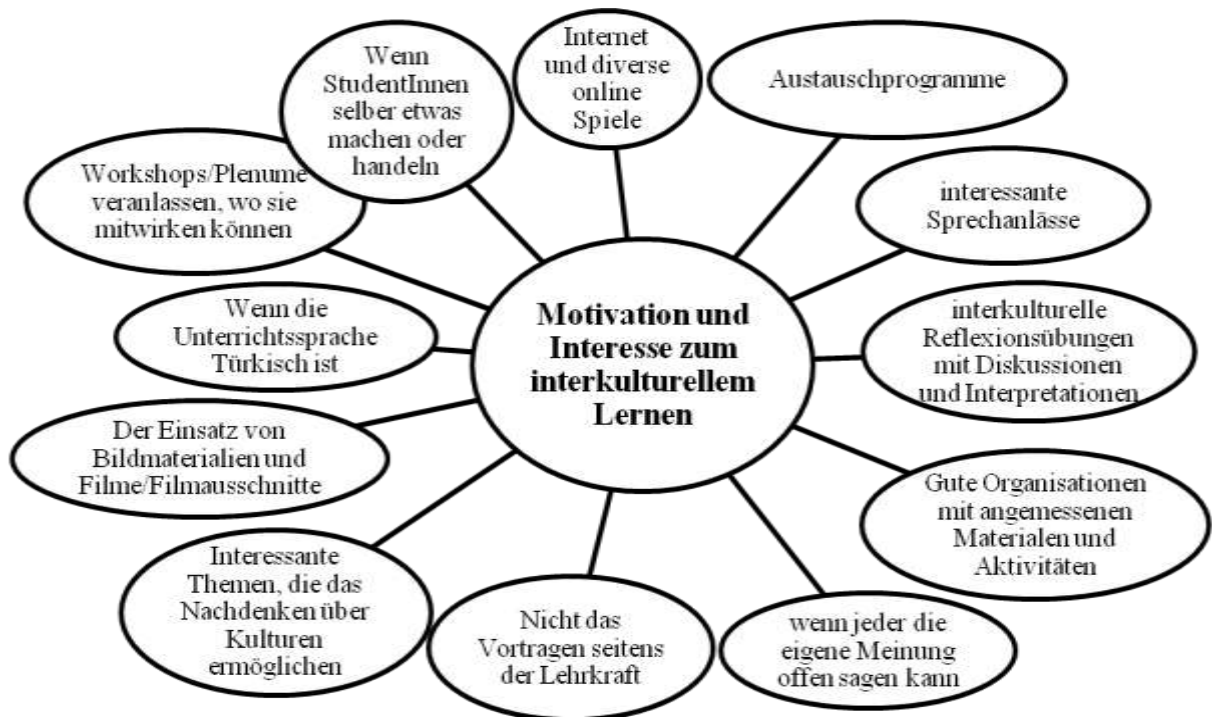 Internet
und diverse
online
Spiele
Austauschprogramme
interessante
Sprechanlässe
interkulturelle
Reflexionsübungen
mit Diskussionen
und Interpretationen
Gute Organisationen
mit angemessenen
Materialen und
Aktivitäten
wenn jeder die
eigene Meinung
offen sagen kann
Nicht das
Vortragen seitens
der Lehrkraft
Interessante
Themen, die das
Nachdenken über
Kulturen
ermöglichen
Der Einsatz von
Bildmaterialien und
Filme/Filmausschnitte
Wenn die
Unterrichtssprache
Türkisch ist
Workshops/Plenume
veranlassen, wo sie
mitwirken können
Wenn
StudentInnen
selber etwas
machen oder
handeln
Motivation und
Interesse zum
interkulturellem
Lernen